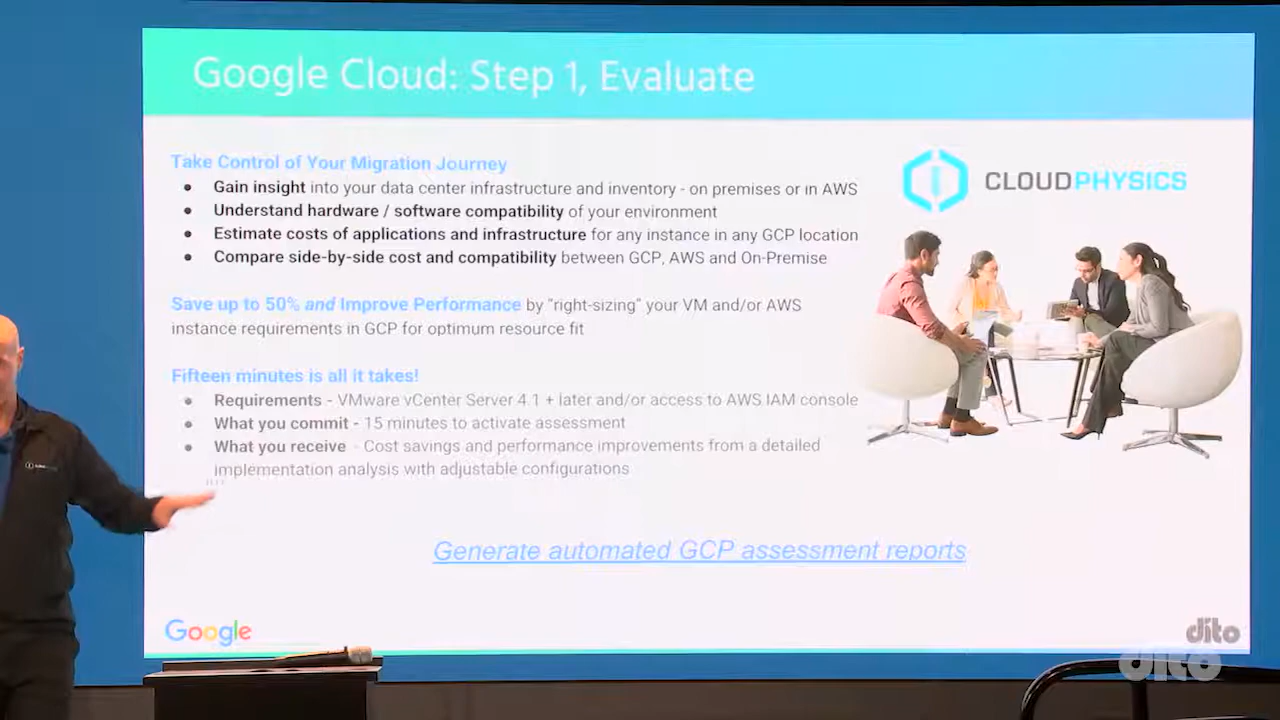 Google Cloud: Step 1, Evaluate
Take Control of Your Migration Journey
CLOUDPHYSICS
● Gain insight into your data center infrastructure and inventory - on premises or in AWS
● Understand hardware / software compatibility of your environment
● Estimate costs of applications and infrastructure for any instance in any GCP location
● Compare side-by-side cost and compatibility between GCP, AWS and On-Premise
Save up to 50% and Improve Performance by "right-sizing" your VM and/or AWS
instance requirements in GCP for optimum resource fit
Fifteen minutes is all it takes!
● Requirements - VMware vCenter Server 4.1 + later and/or access to AWS IAM console
● What you commit - 15 minutes to activate assessment
● What you receive - Cost savings and performance improvements from a detailed
implementation analysis with adjustable configurations
Generate automated GCP assessment reports
Google
dito
dito